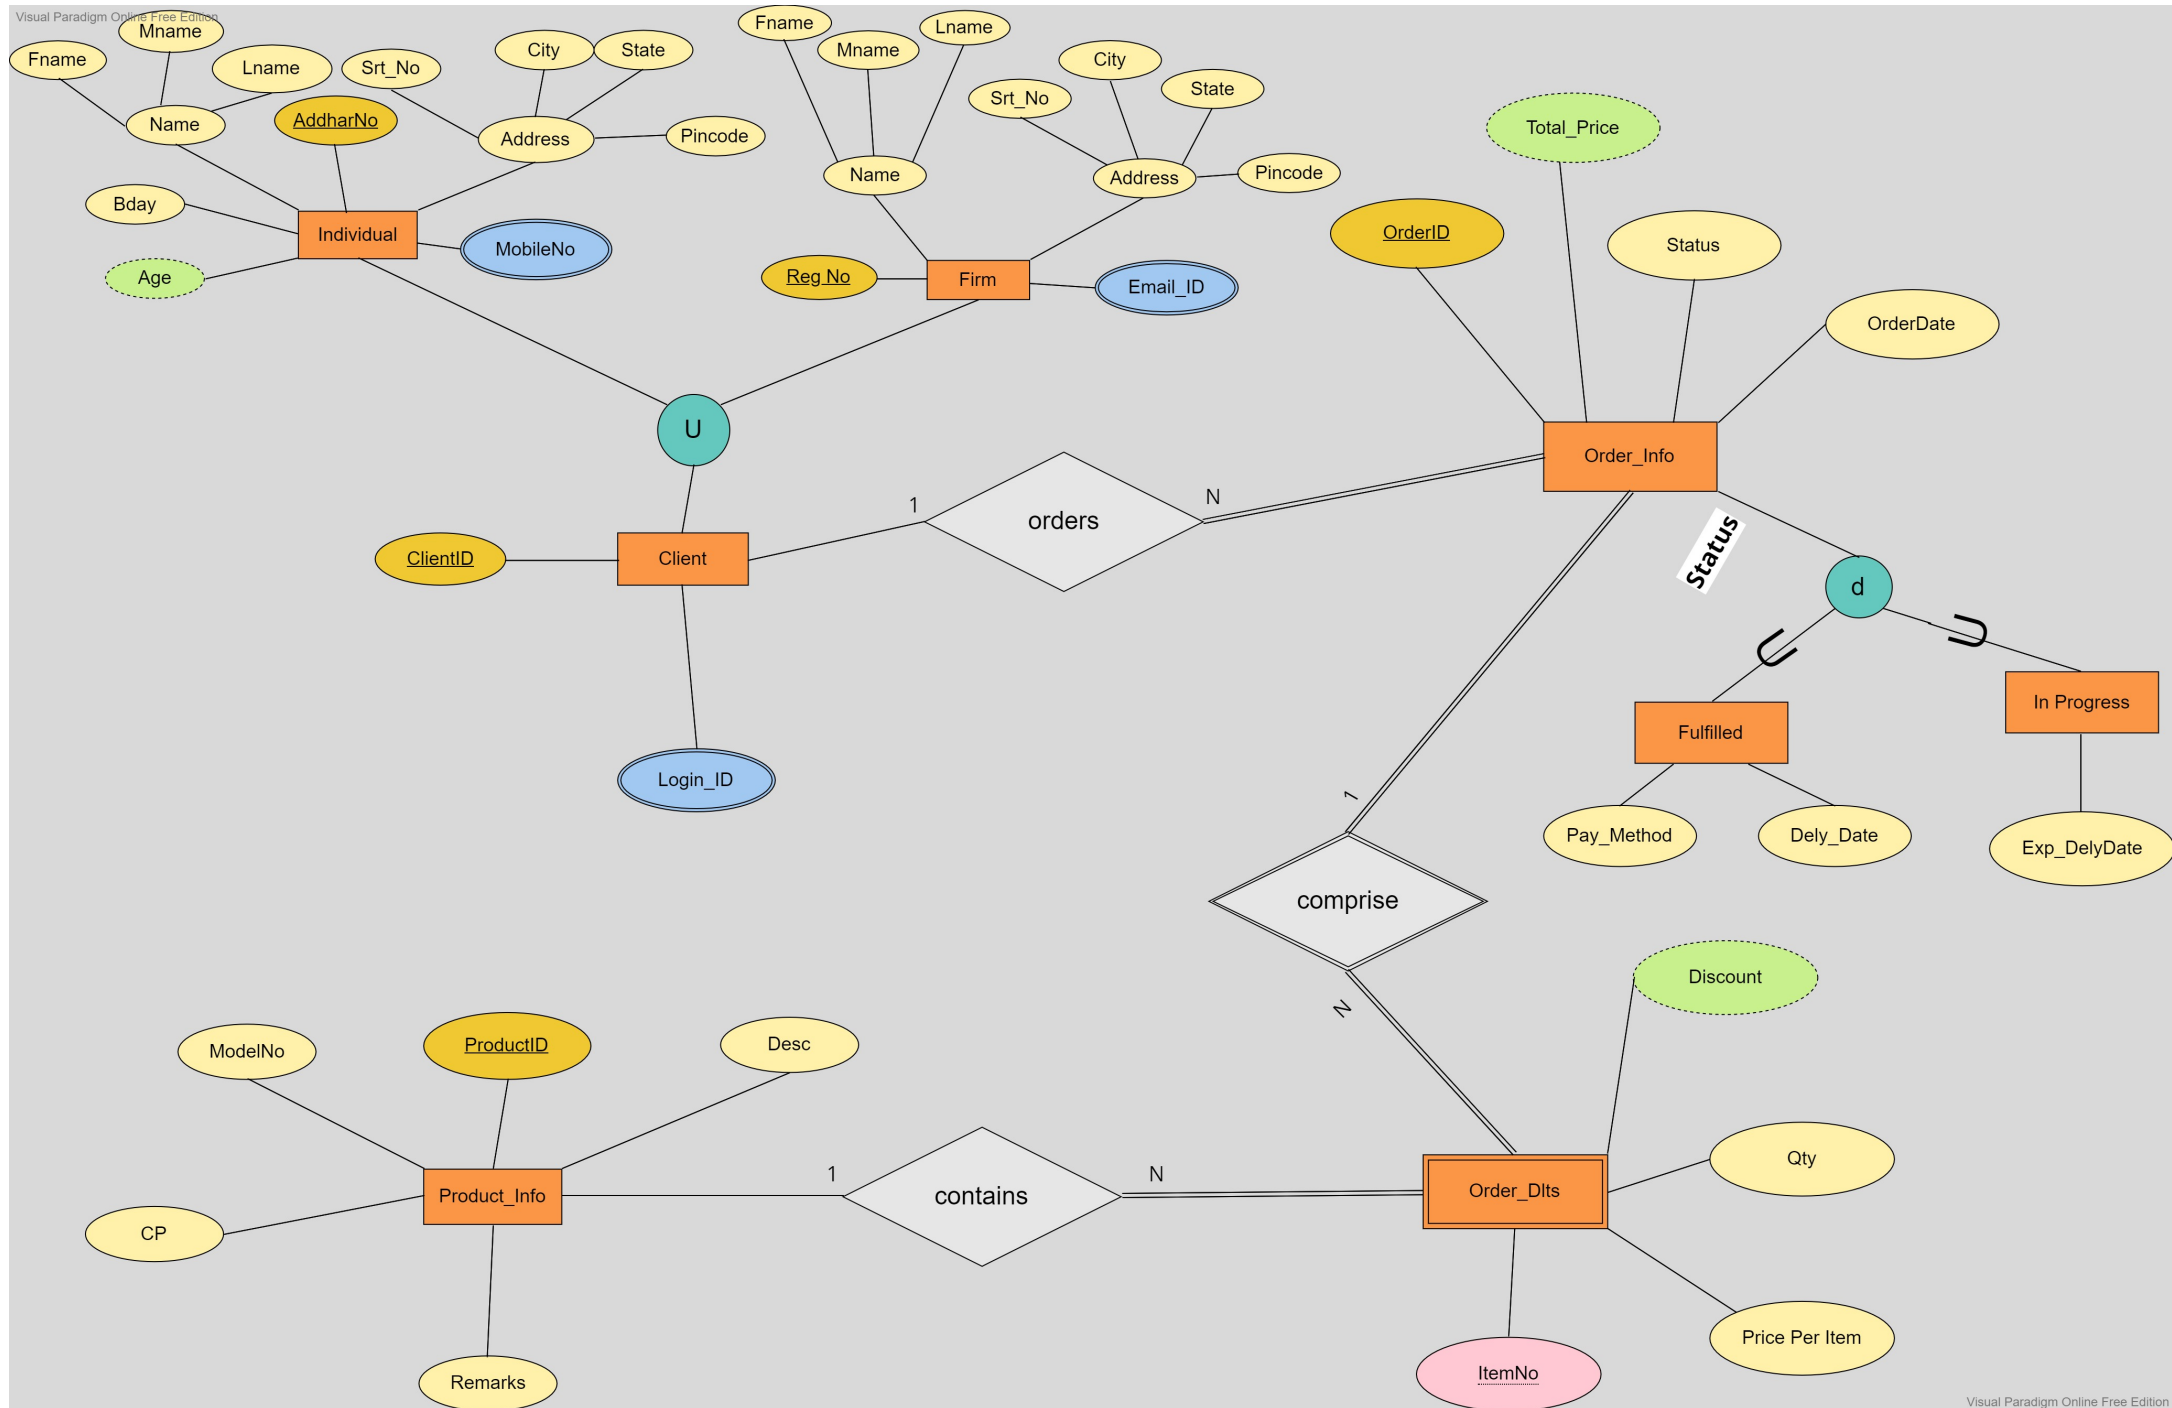 Visual Paradigm Online Free Edition
Fname
Mname
Lname
Srt_No
City
State
Name
AddharNo
Address
Pincode
Bday
Individual
MobileNo
Age
Fname
Mname
Lname
Srt_No
City
State
Name
Address
Pincode
Reg No
Firm
Email_ID
Total_Price
OrderID
Status
OrderDate
U
Order_Info
1
orders
N
ClientID
Client
Status
d
U
U
Login_ID
Fulfilled
In Progress
Pay_Method
Dely_Date
Exp_DelyDate
1
comprise
N
Discount
ModelNo
ProductID
Desc
CP
Product_Info
1
contains
N
Order_Dlts
Qty
Price Per Item
Remarks
ItemNo
Visual Paradigm Online Free Edition